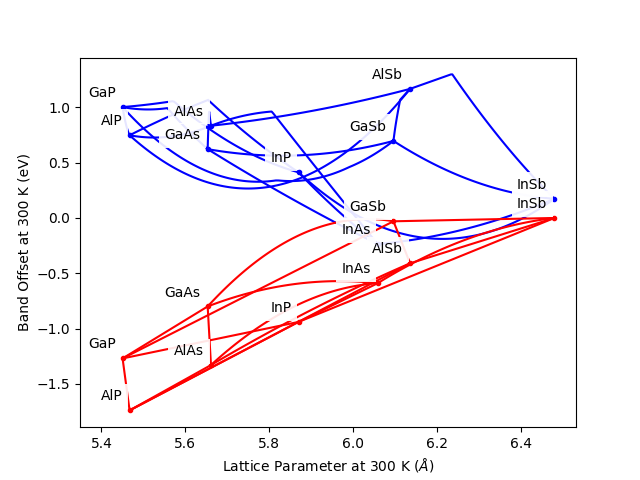 AlSb
GaP
AlAs
AlP
GaSb
GaAs
InP
InSb
InSb
GaSb
InAs
AlSb
InAs
GaAs
InP
GaP
AlAs
AlP
1.0
0.5
0.0
−0.5
−1.0
−1.5
Band Offset at 300 K (eV)
5.4 5.6 5.8 6.0 6.2 6.4
Lattice Parameter at 300 K (Å)